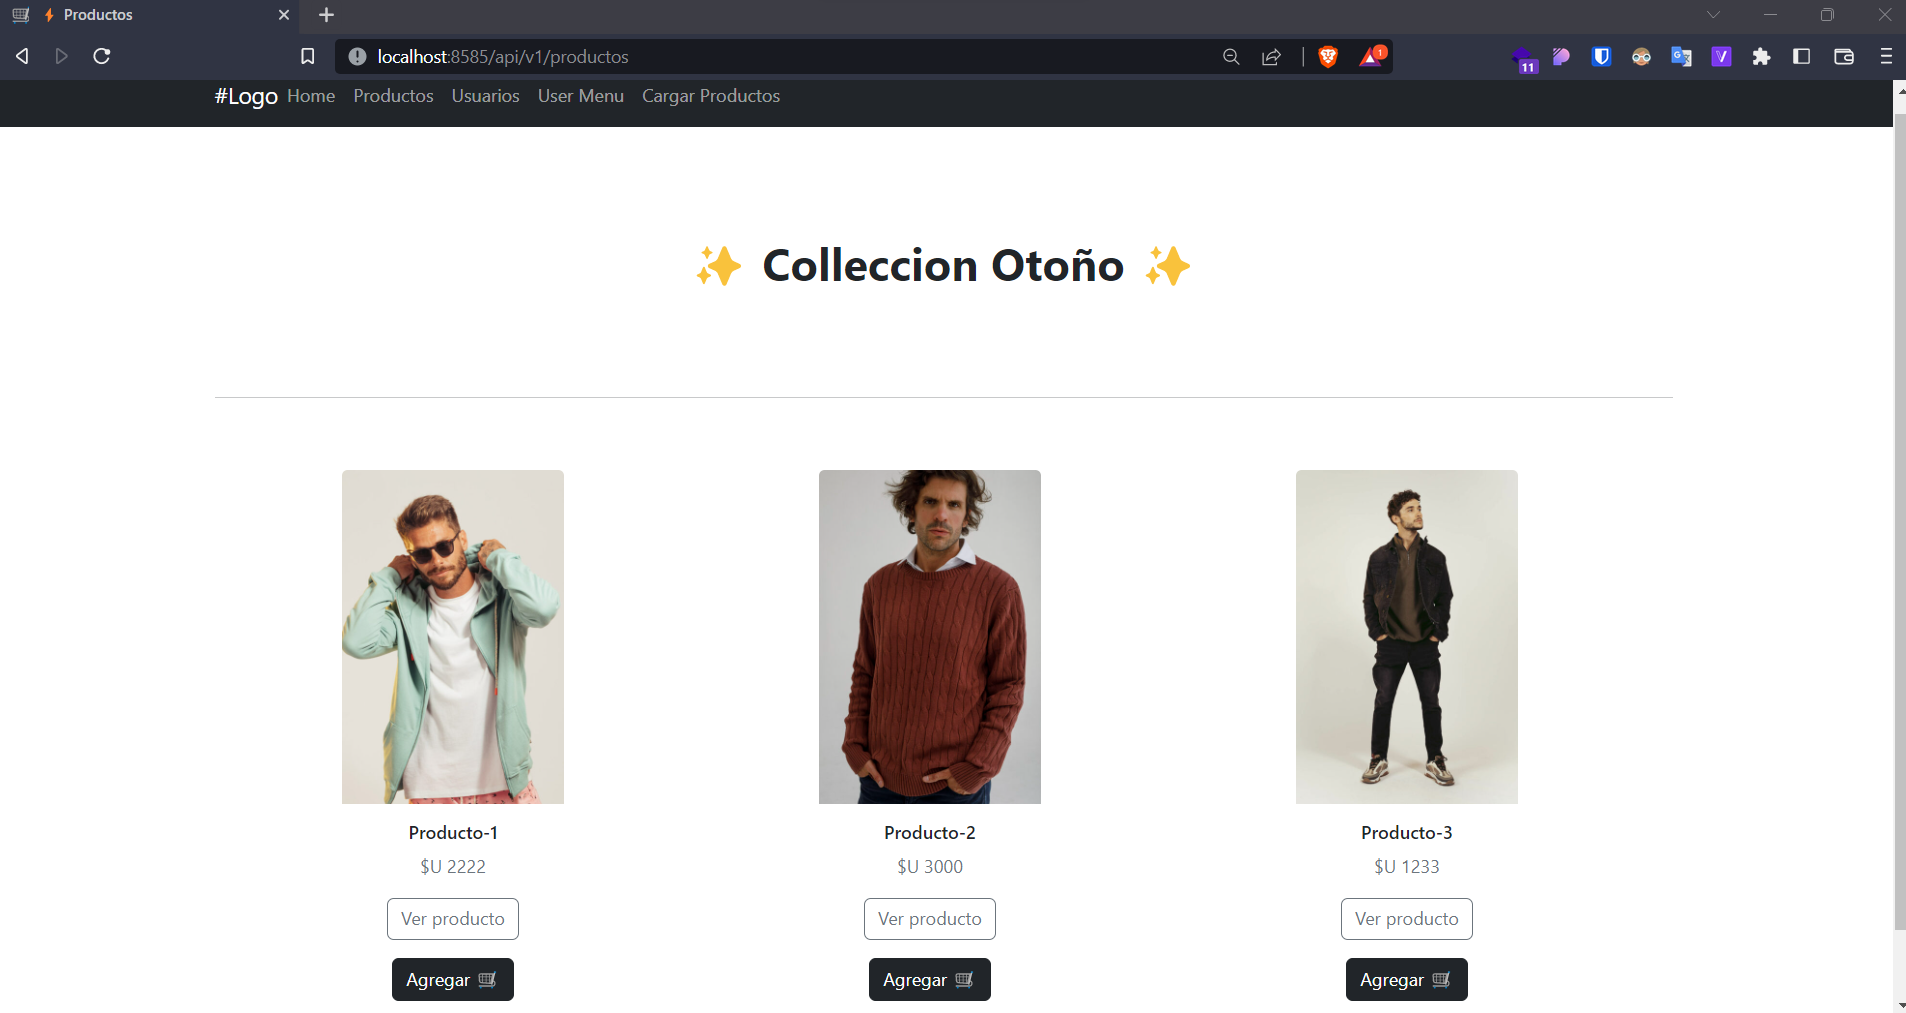 Productos
localhost:8585/api/v1/productos
1
11
#Logo Home Productos Usuarios User Menu Cargar Productos
✨ Colleccion Otoño ✨
Producto-1
$U 2222
Ver producto
Agregar 🛒
Producto-2
$U 3000
Ver producto
Agregar 🛒
Producto-3
$U 1233
Ver producto
Agregar 🛒